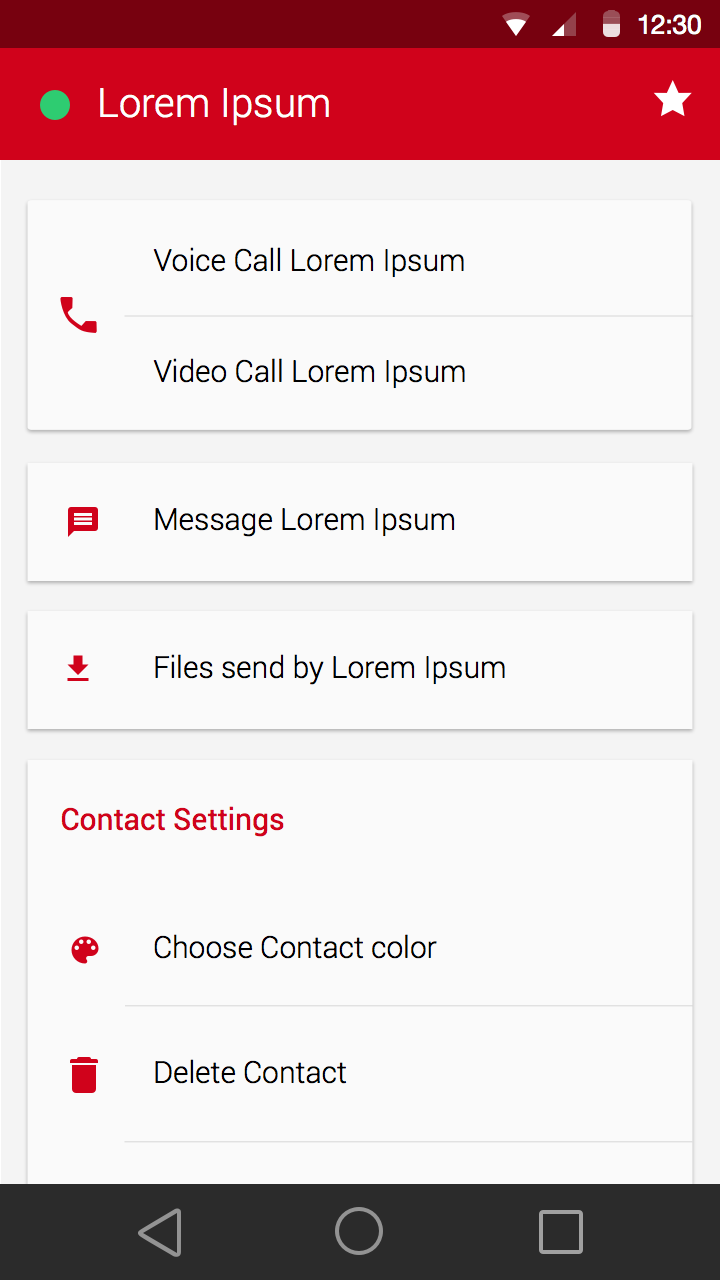 12:30
Lorem Ipsum
Voice Call Lorem Ipsum
Video Call Lorem Ipsum
Message Lorem Ipsum
Files send by Lorem Ipsum
Contact Settings
Choose Contact color
Delete Contact